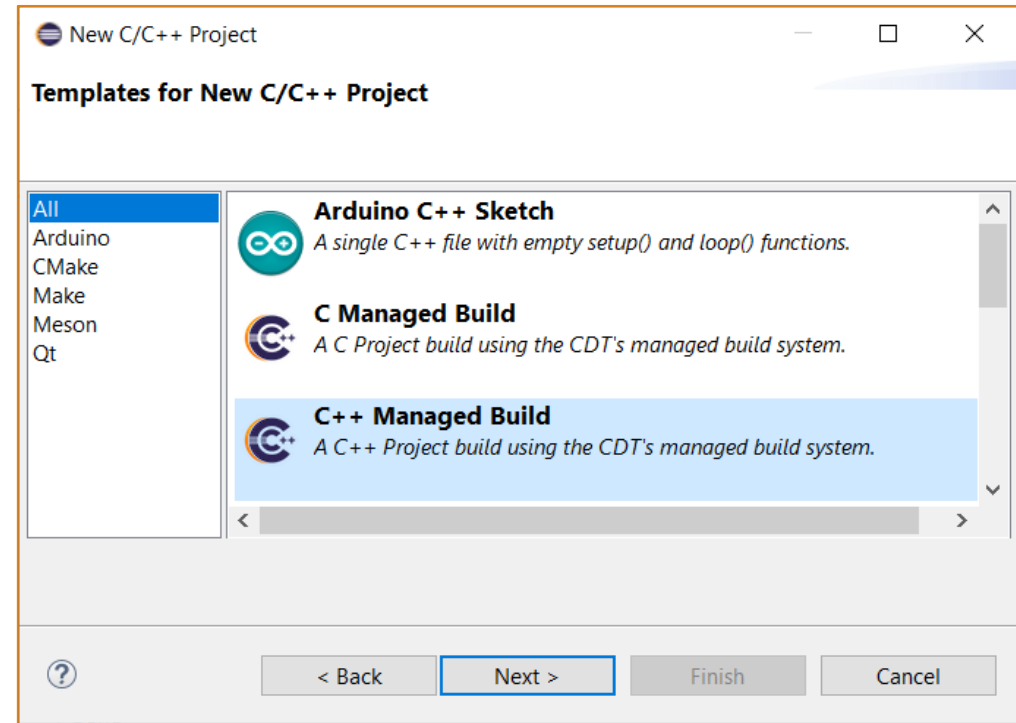 New C/C++ Project
Templates for New C/C++ Project
All
Arduino
CMake
Make
Meson
Qt
Arduino C++ Sketch
A single C++ file with empty setup() and loop() functions.
C Managed Build
A C Project build using the CDT's managed build system.
C++ Managed Build
A C++ Project build using the CDT's managed build system.
< Back
Next >
Finish
Cancel